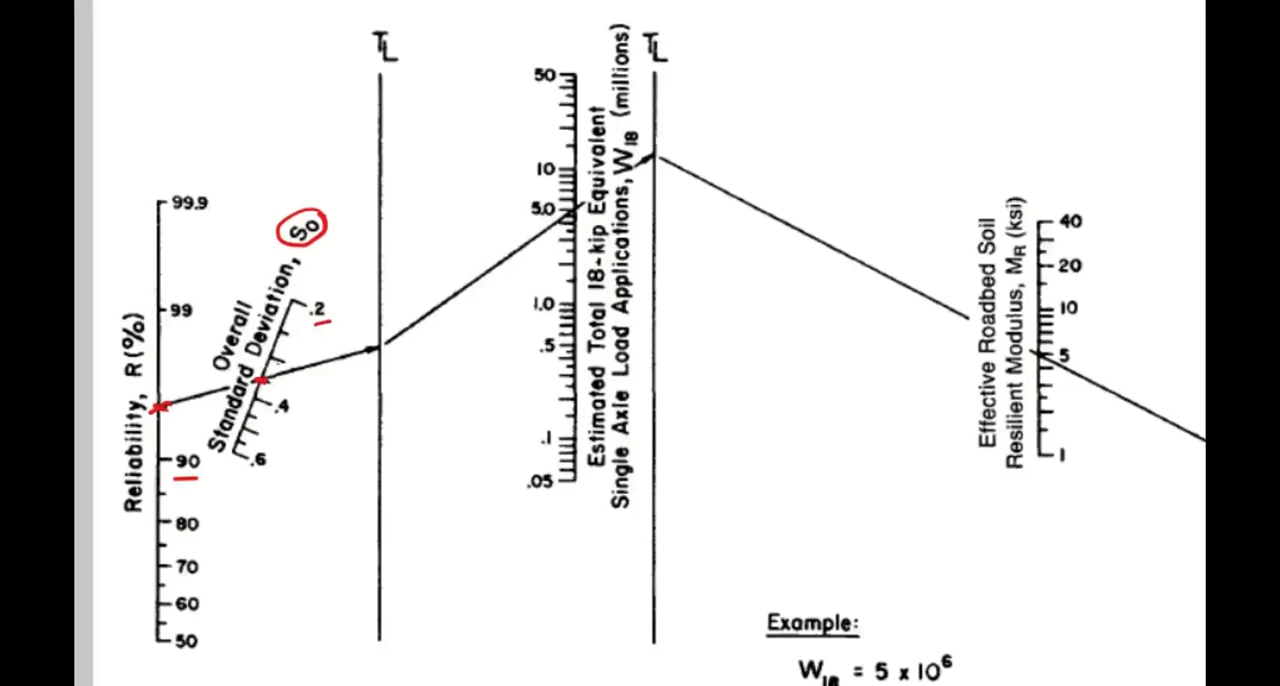 TL
TL
Reliability, R (%)
99.9
99
90
80
70
60
50
Overall
Standard Deviation, So
.2
.4
.6
50
10
5.0
1.0
.5
.1
.05
Estimated Total 18-kip Equivalent
Single Axle Load Applications, W18 (millions)
Effective Roadbed Soil
Resilient Modulus, MR (ksi)
40
20
10
5
1
Example:
W18 = 5 x 10⁶